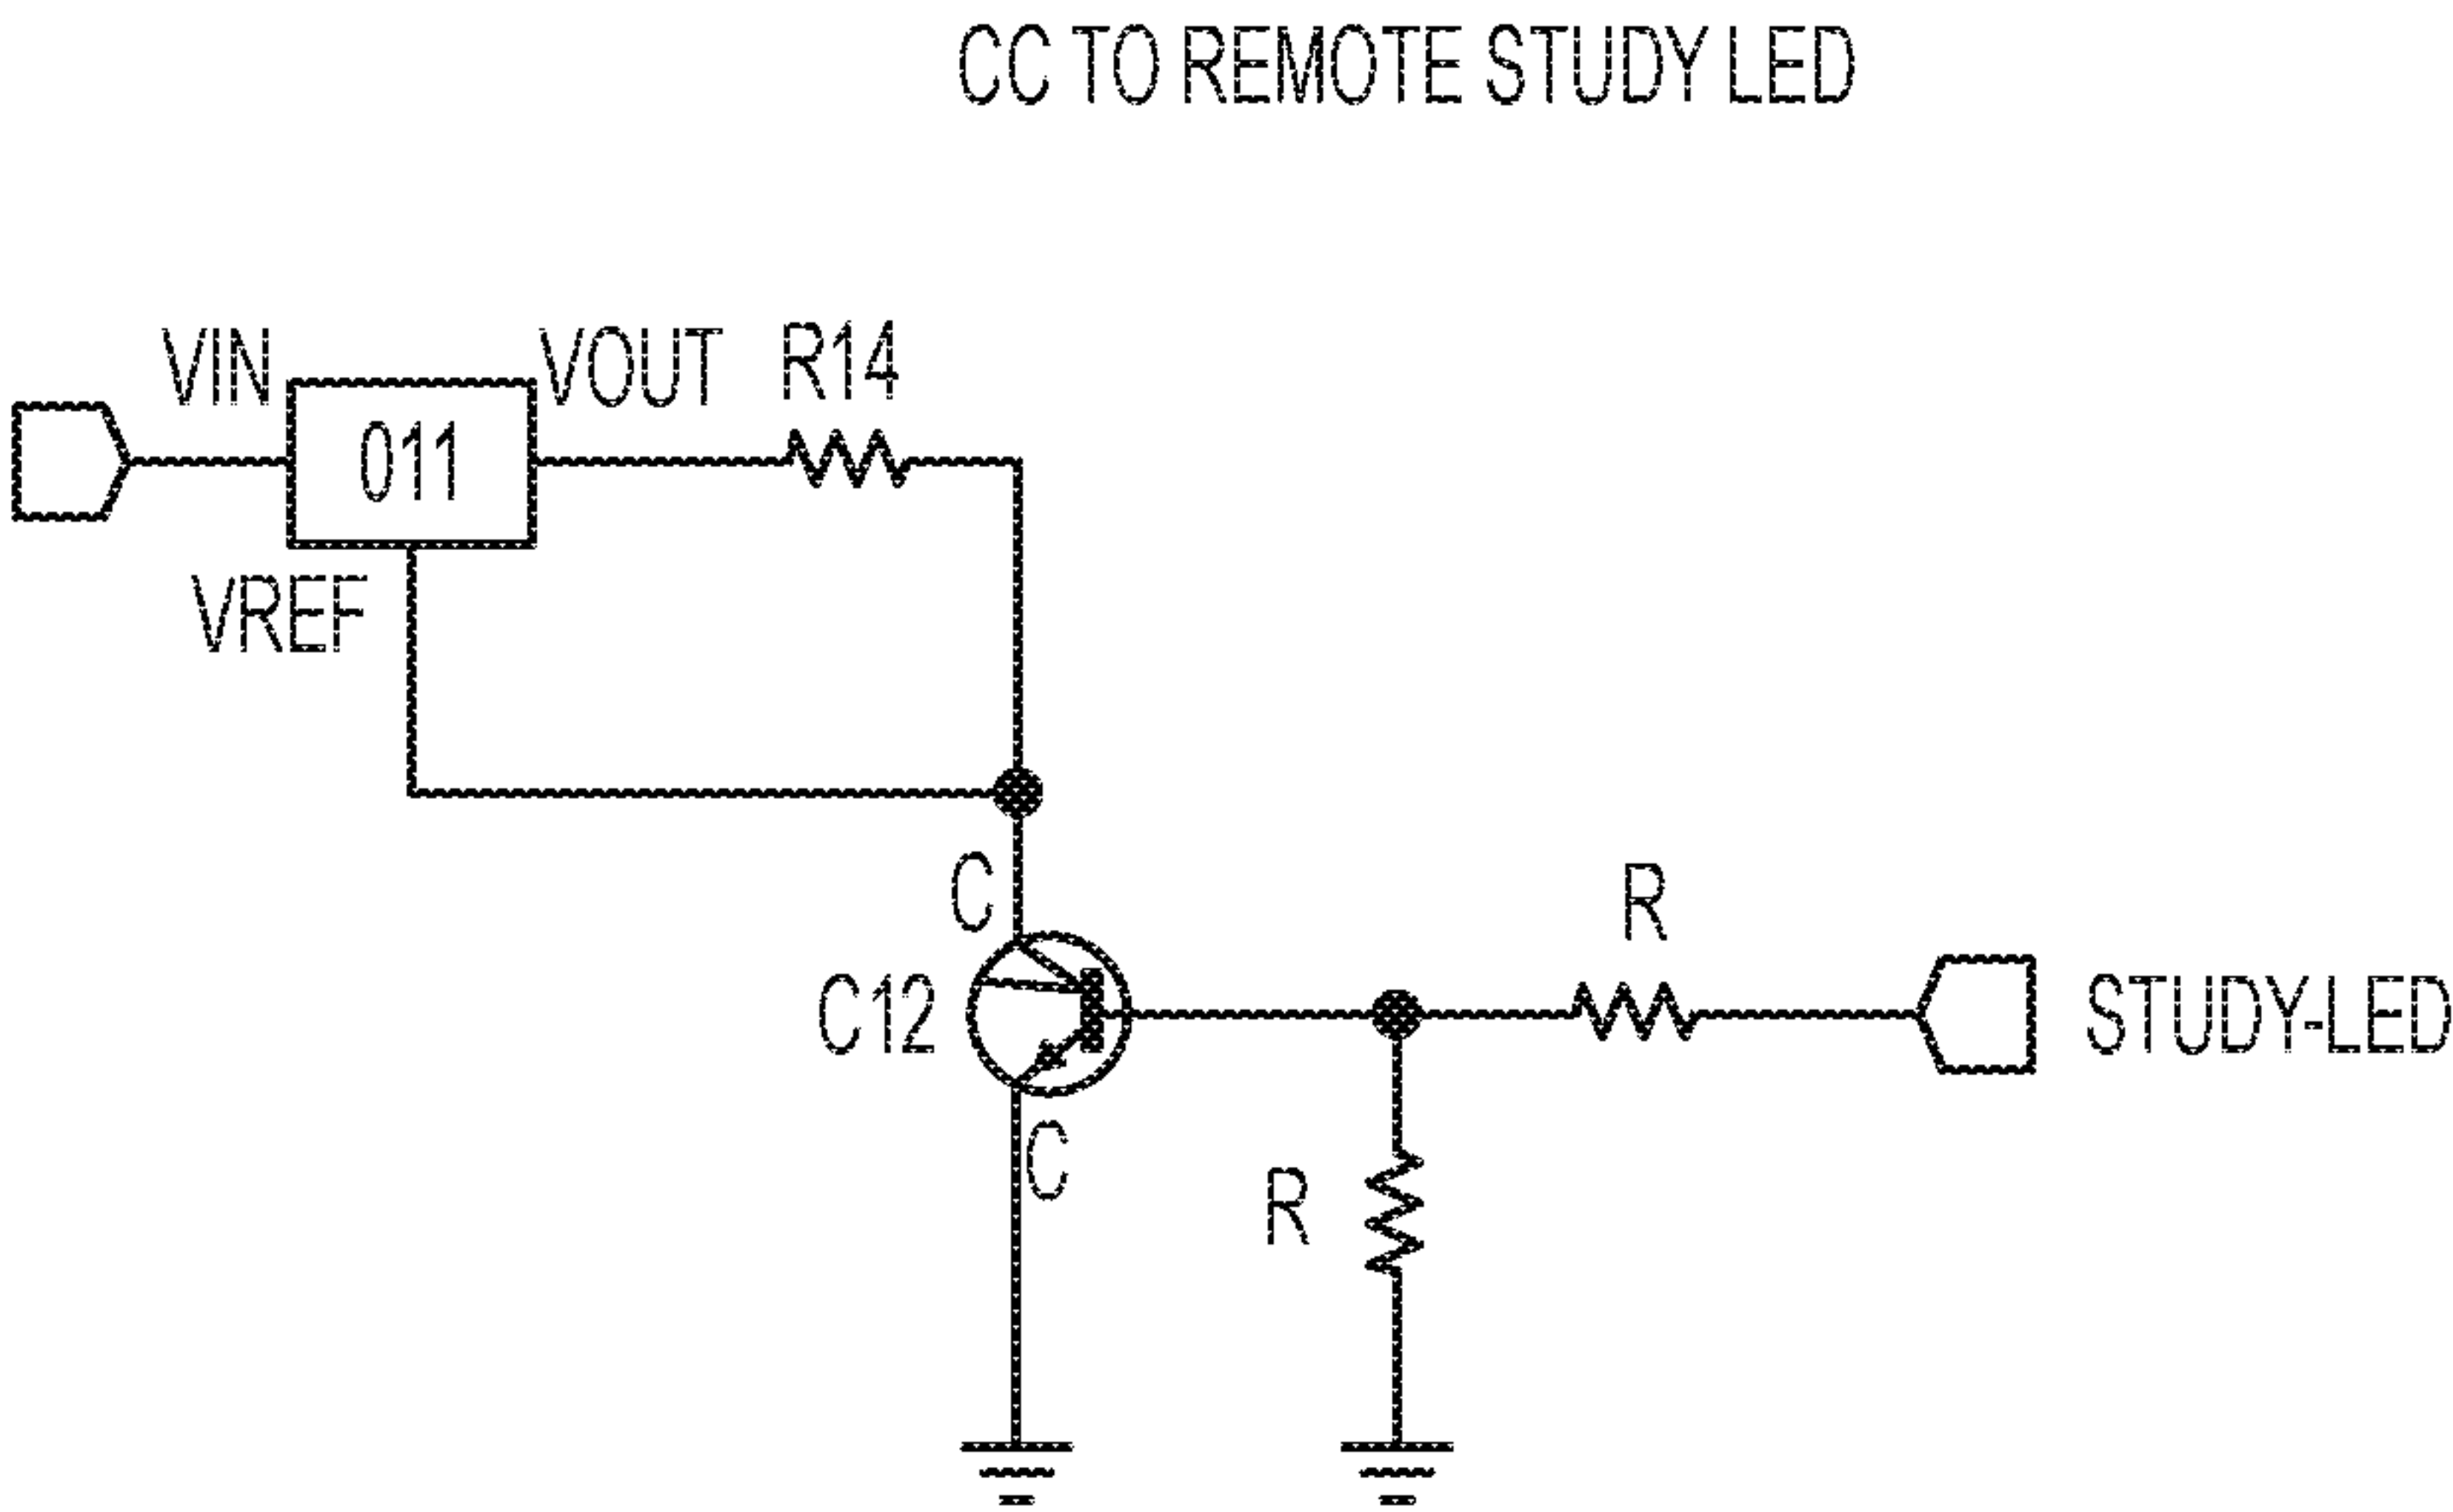 CC TO REMOTE STUDY LED
VIN
VOUT
R14
011
VREF
C
R
C12
STUDY-LED
C
R